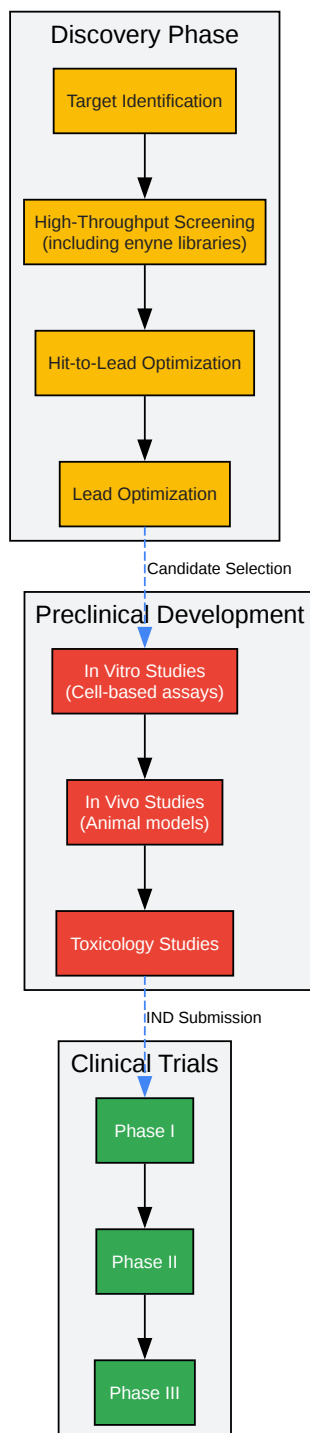 Discovery Phase
Target Identification
High-Throughput Screening
(including enyne libraries)
Hit-to-Lead Optimization
Lead Optimization
Candidate Selection
Preclinical Development
In Vitro Studies
(Cell-based assays)
In Vivo Studies
(Animal models)
Toxicology Studies
IND Submission
Clinical Trials
Phase I
Phase II
Phase III